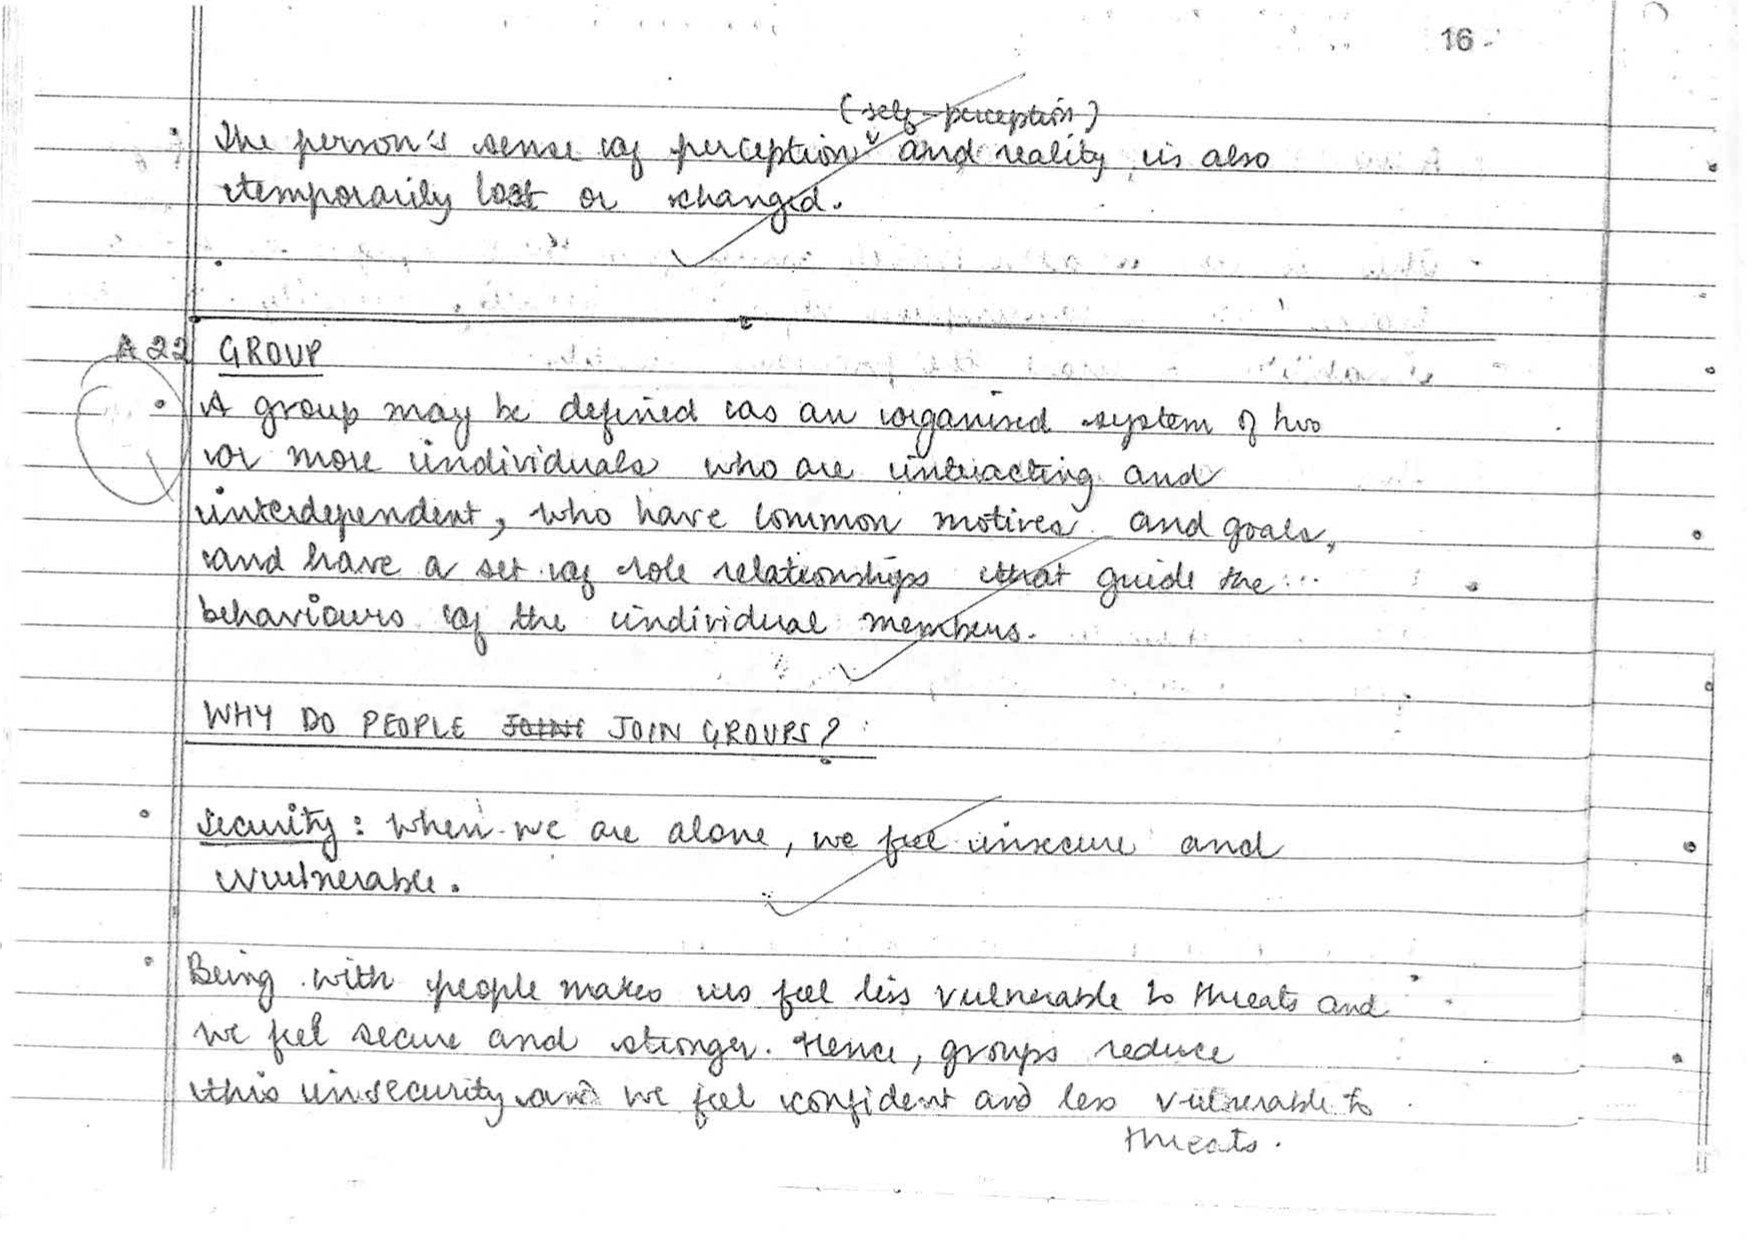 16
(self-perception)
The person's sense of perception and reality is also
temporarily lost or changed.
A22 GROUP
• A group may be defined as an organised system of two
or more individuals who are interacting and
interdependent, who have common motives and goals,
and have a set of role relationships that guide the
behaviours of the individual members.
WHY DO PEOPLE JOINS JOIN GROUPS?
• Security: When we are alone, we feel insecure and
vulnerable.
• Being with people makes us feel less vulnerable to threats and
we feel secure and stronger. Hence, groups reduce
this insecurity and we feel confident and less vulnerable to
threats.